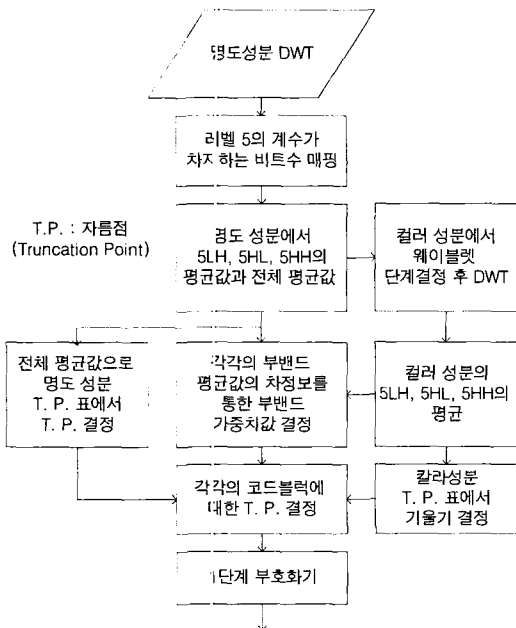 명도성분 DWT
레벨 5의 계수가
차지하는 비트수 매핑
T.P. : 자름점
(Truncation Point)
명도 성분에서
5LH, 5HL, 5HH의
평균값과 전체 평균값
컬러 성분에서
웨이블렛
단계결정 후 DWT
전체 평균값으로
명도 성분
T. P. 표에서
T. P. 결정
각각의 부밴드
평균값의 차정보를
통한 부밴드
가중치값 결정
컬러 성분의
5LH, 5HL, 5HH의
평균
각각의 코드블럭에
대한 T. P. 결정
칼라성분
T. P. 표에서
기울기 결정
1단계 부호화기